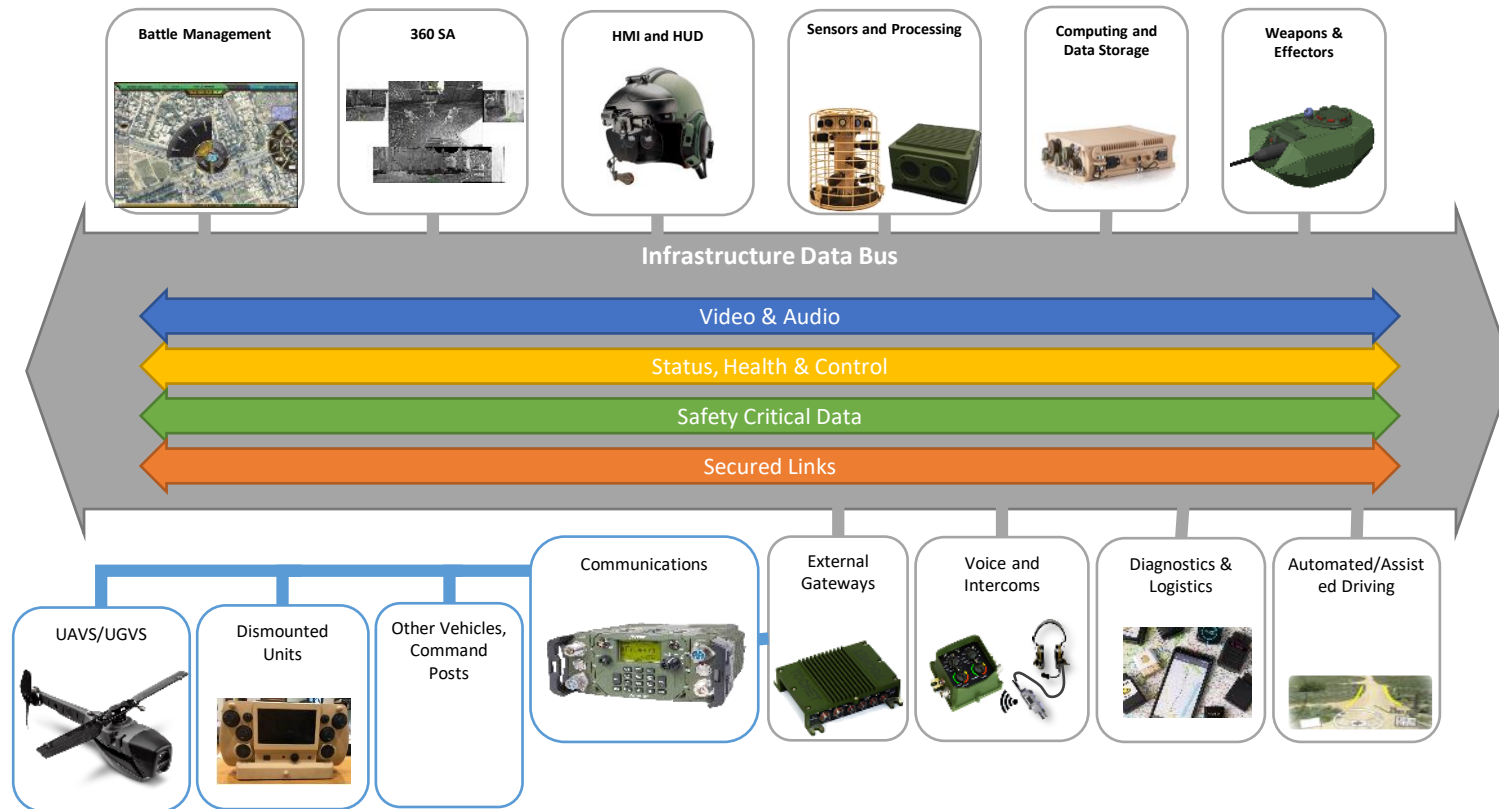 Battle Management
360 SA
HMI and HUD
Sensors and Processing
Computing and
Data Storage
Weapons &
Effectors
Infrastructure Data Bus
Video & Audio
Status, Health & Control
Safety Critical Data
Secured Links
Communications
External
Gateways
Voice and
Intercoms
Diagnostics &
Logistics
Automated/Assist
ed Driving
UAVS/UGVS
Dismounted
Units
Other Vehicles,
Command
Posts